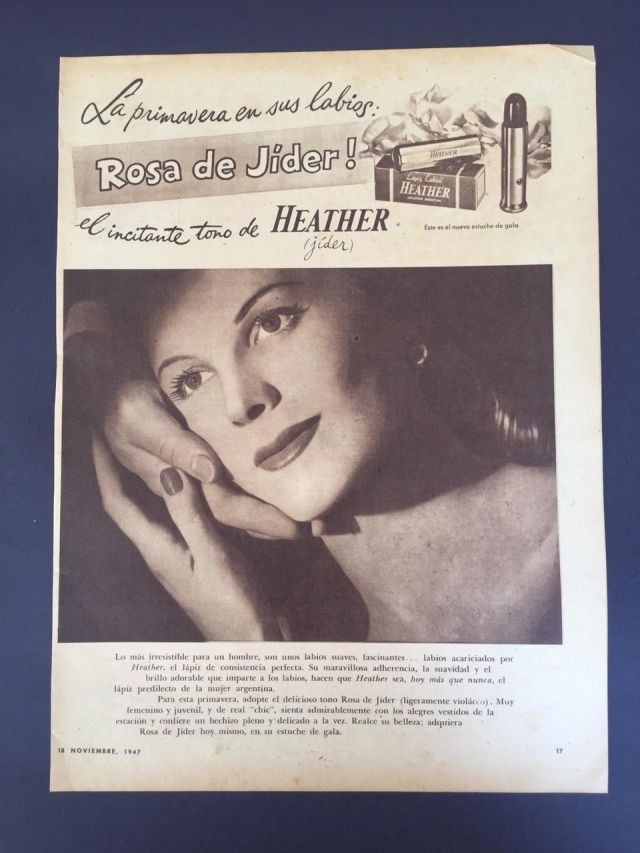 La primavera en sus labios:
Rosa de Jíder!
el incitante tono de HEATHER
(jíder)
HEATHER
Lápiz Labial
HEATHER
INDUSTRIA ARGENTINA
Este es el nuevo estuche de gala
Lo más irresistible para un hombre, son unos labios suaves, fascinantes... labios acariciados por
Heather, el lápiz de consistencia perfecta. Su maravillosa adherencia, la suavidad y el
brillo adorable que imparte a los labios, hacen que Heather sea, hoy más que nunca, el
lápiz predilecto de la mujer argentina.
Para esta primavera, adopte el delicioso tono Rosa de Jíder (ligeramente violáceo). Muy
femenino y juvenil, y de real "chic", sienta admirablemente con los alegres vestidos de la
estación y confiere un hechizo pleno y delicado a la vez. Realce su belleza; adquiera
Rosa de Jíder hoy mismo, en su estuche de gala.
18 NOVIEMBRE, 1947
17